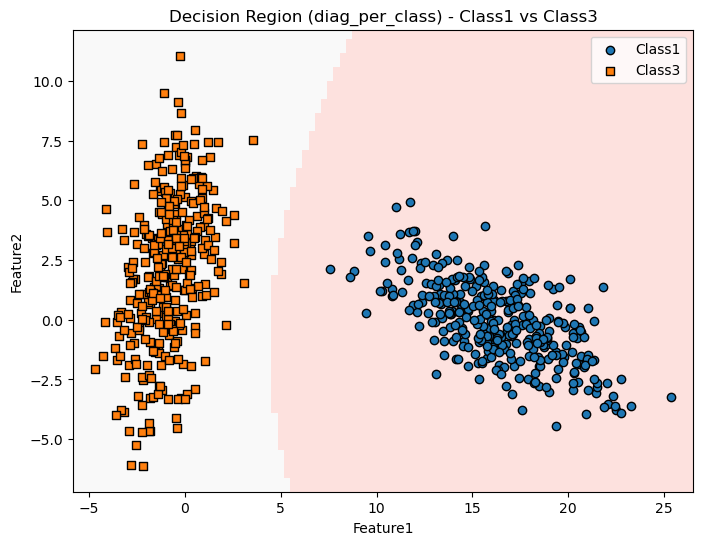 Decision Region (diag_per_class) - Class1 vs Class3
Class1
Class3
10.0
7.5
5.0
2.5
0.0
−2.5
−5.0
Feature2
−5
0
5
10
15
20
25
Feature1